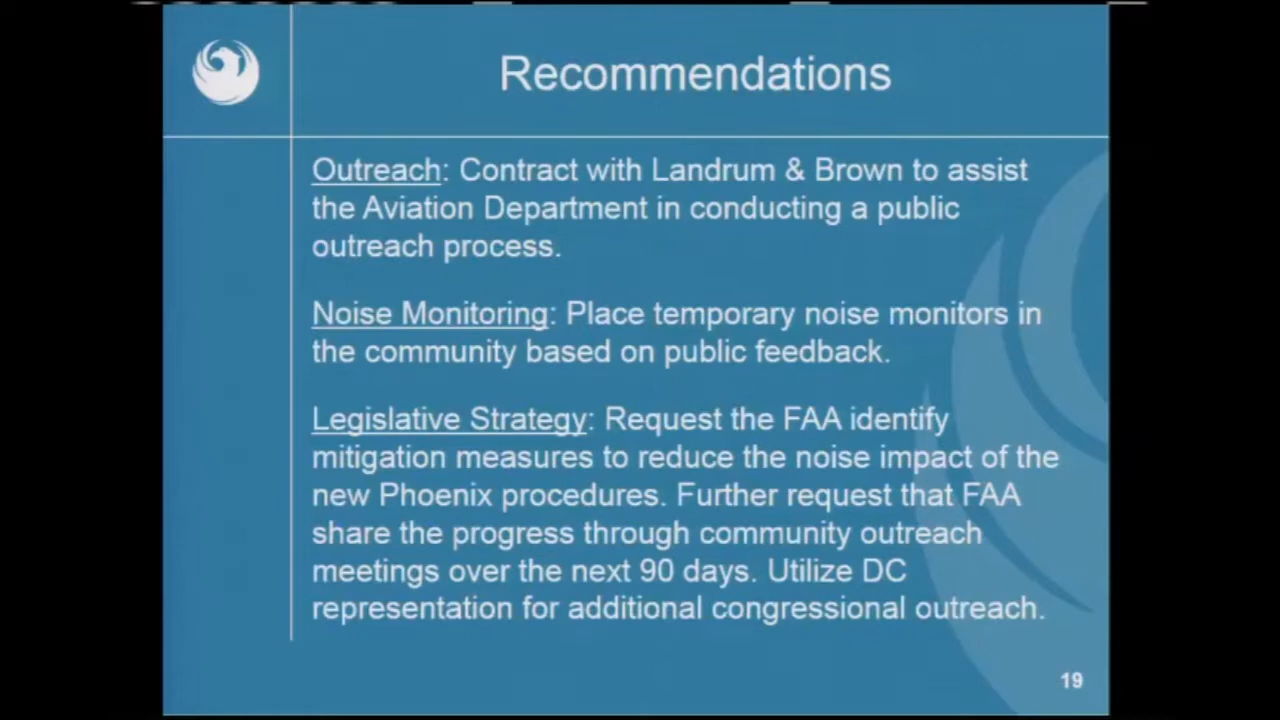 Recommendations
Outreach: Contract with Landrum & Brown to assist
the Aviation Department in conducting a public
outreach process.
Noise Monitoring: Place temporary noise monitors in
the community based on public feedback.
Legislative Strategy: Request the FAA identify
mitigation measures to reduce the noise impact of the
new Phoenix procedures. Further request that FAA
share the progress through community outreach
meetings over the next 90 days. Utilize DC
representation for additional congressional outreach.
19